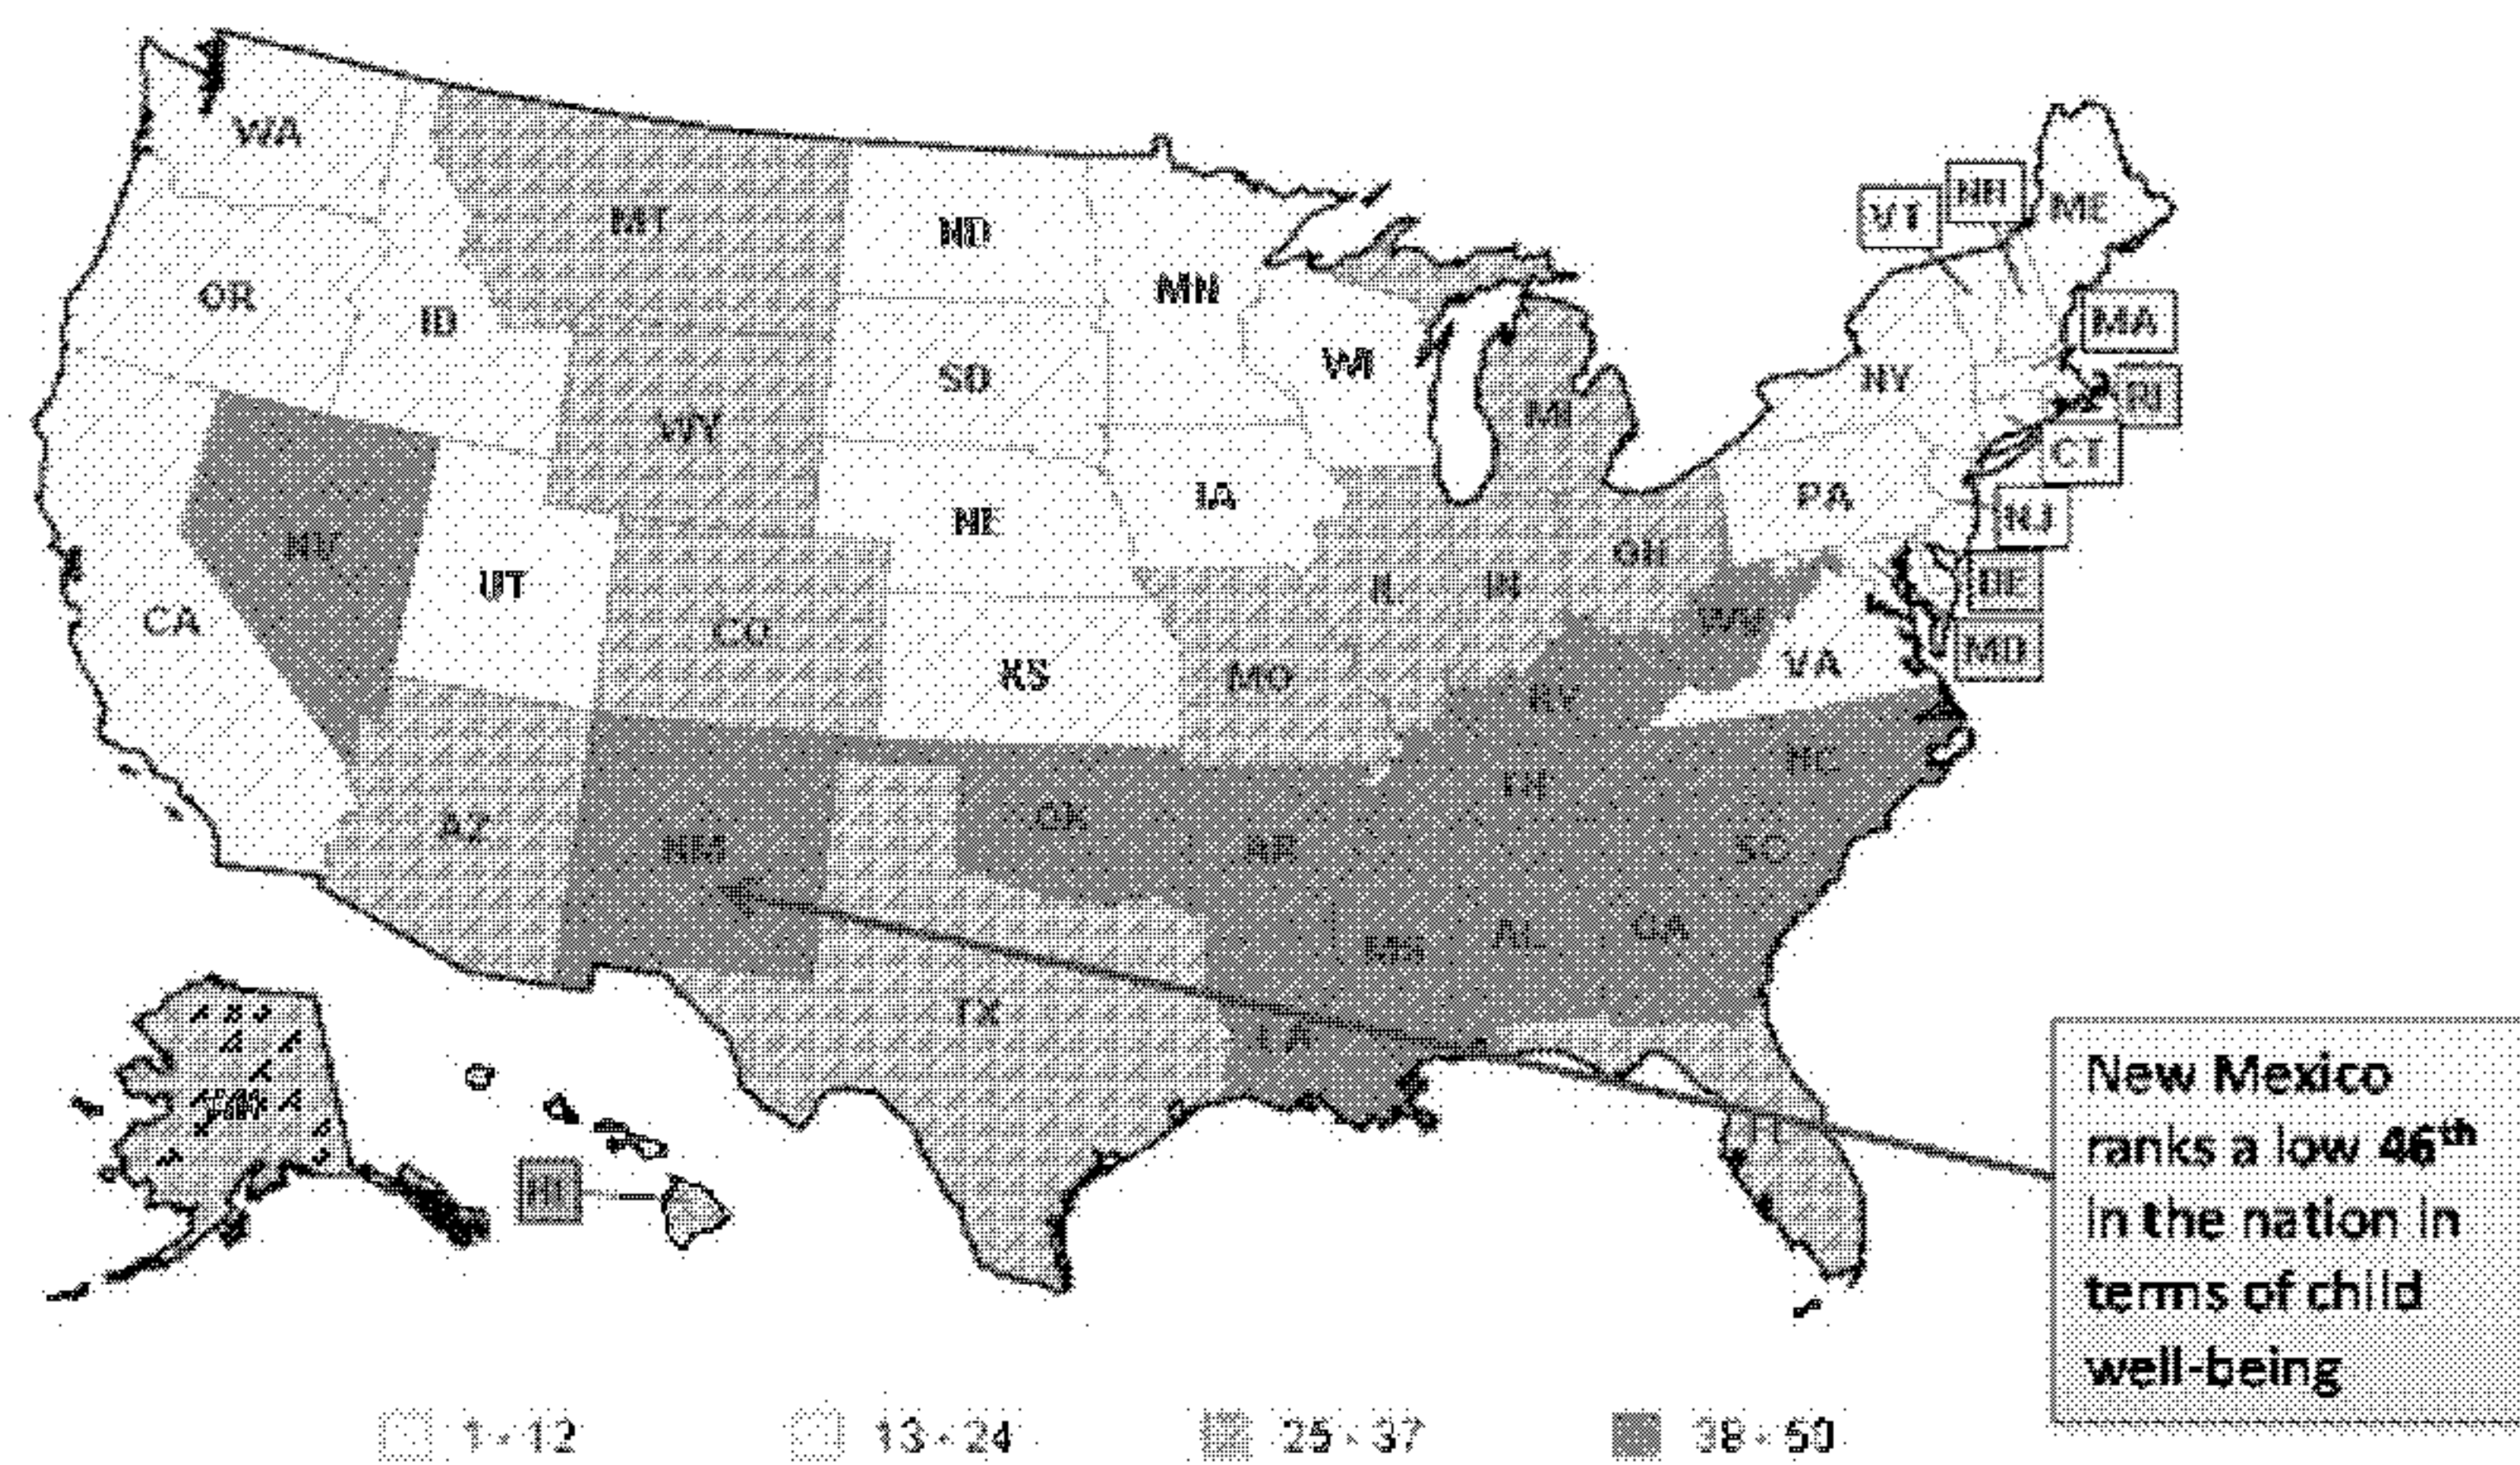 WA
MT
ND
MN
VT
NH
ME
OR
ID
SD
WI
MI
NY
MA
RI
CT
WY
IA
NE
PA
NJ
NV
UT
CO
IL
IN
OH
DE
CA
KS
MO
WV
VA
MD
KY
NC
AZ
NM
OK
AR
TN
SC
MS
AL
GA
TX
LA
FL
HI
New Mexico
ranks a low 46th
in the nation in
terms of child
well-being
1 - 12
13 - 24
25 - 37
38 - 50